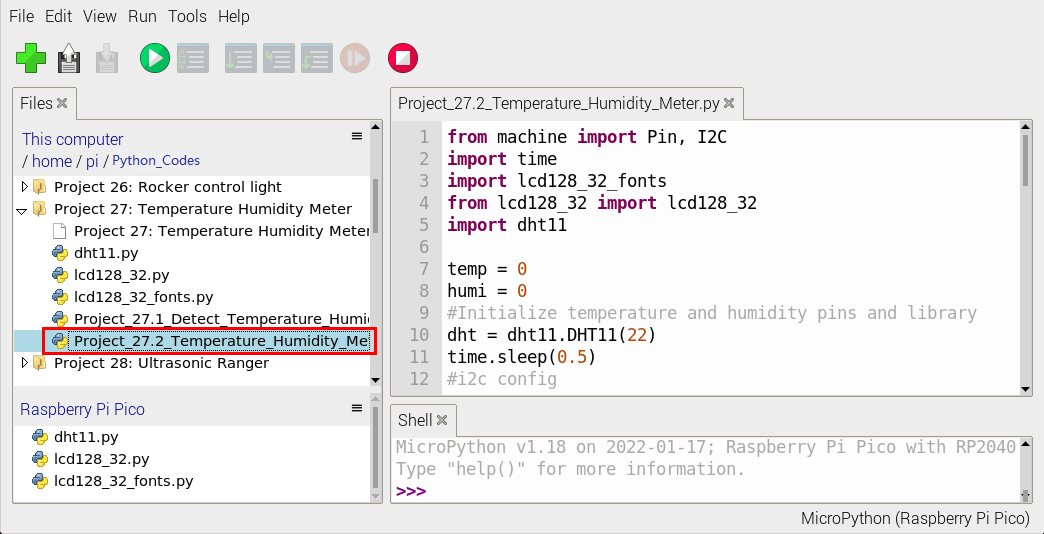 File Edit View Run Tools Help
Files
This computer
/ home / pi / Python_Codes
Project 26: Rocker control light
Project 27: Temperature Humidity Meter
Project 27: Temperature Humidity Meter
dht11.py
lcd128_32.py
lcd128_32_fonts.py
Project_27.1_Detect_Temperature_Humi
Project_27.2_Temperature_Humidity_Me
Project 28: Ultrasonic Ranger
Raspberry Pi Pico
dht11.py
lcd128_32.py
lcd128_32_fonts.py
Project_27.2_Temperature_Humidity_Meter.py
1 from machine import Pin, I2C
2 import time
3 import lcd128_32_fonts
4 from lcd128_32 import lcd128_32
5 import dht11
6
7 temp = 0
8 humi = 0
9 #Initialize temperature and humidity pins and library
10 dht = dht11.DHT11(22)
11 time.sleep(0.5)
12 #i2c config
Shell
MicroPython v1.18 on 2022-01-17; Raspberry Pi Pico with RP2040
Type "help()" for more information.
>>>
MicroPython (Raspberry Pi Pico)